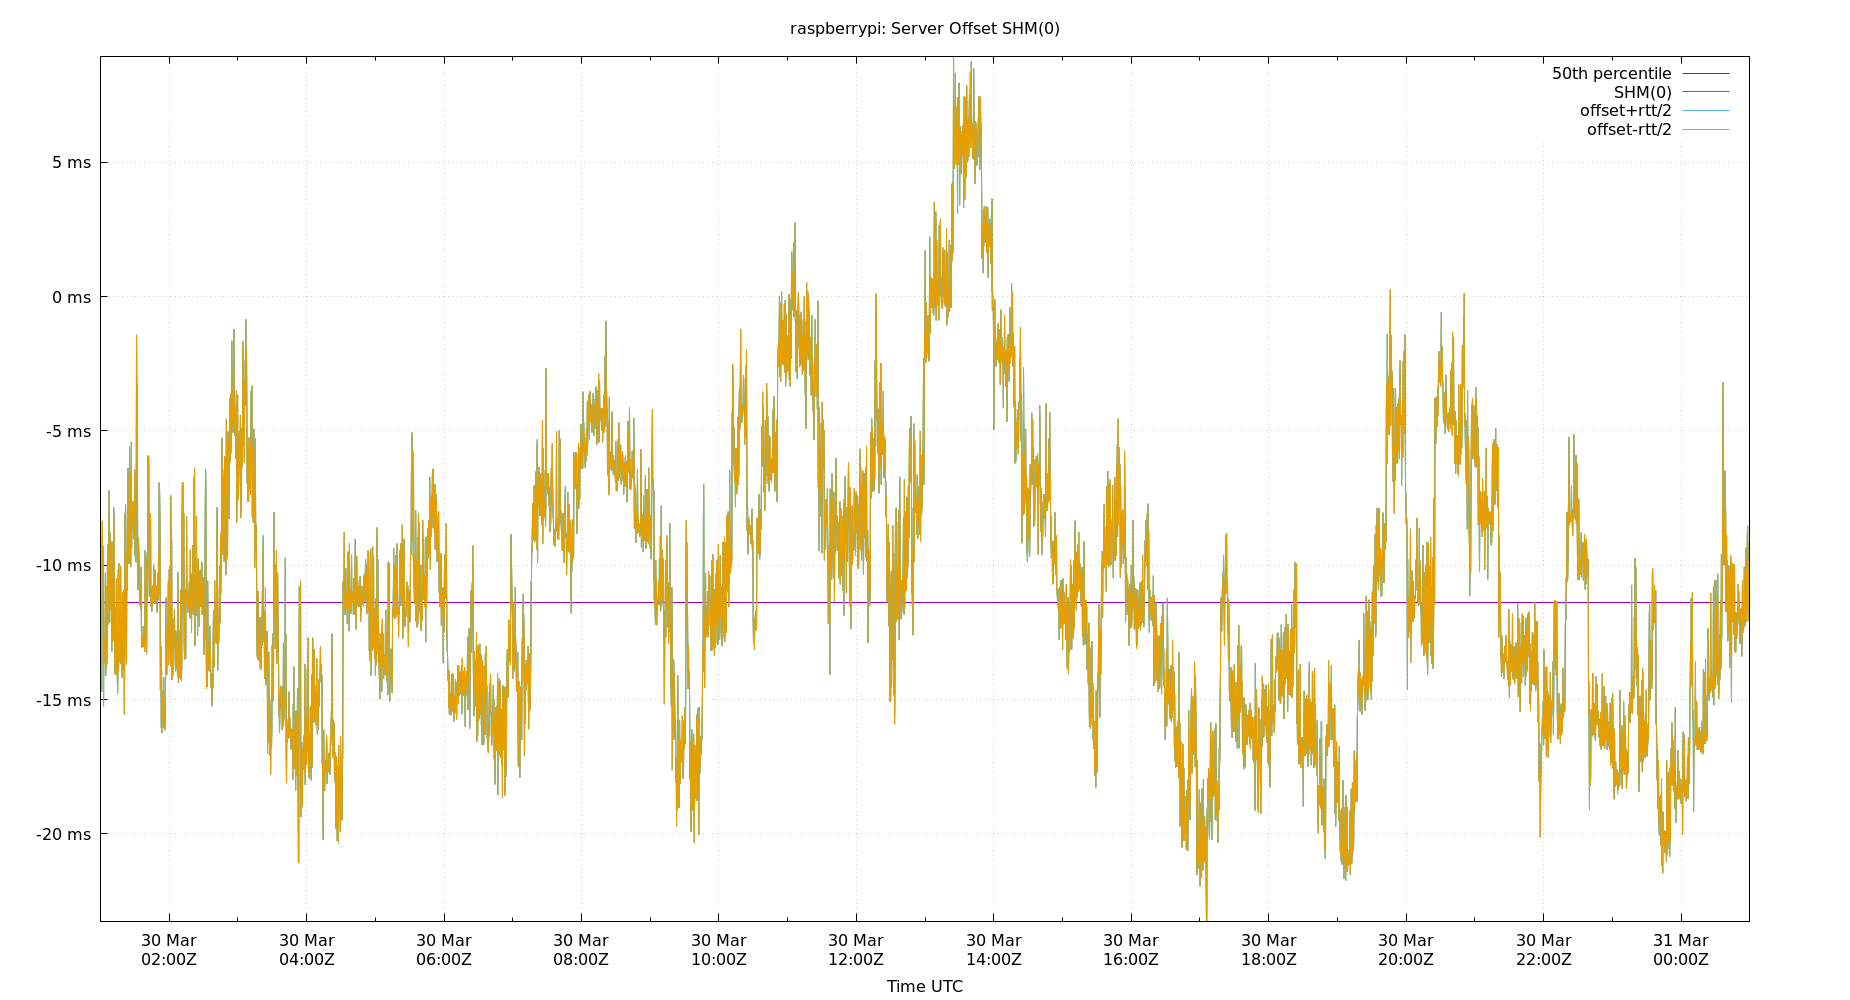 raspberrypi: Server Offset SHM(0)
50th percentile
SHM(0)
offset+rtt/2
offset-rtt/2
5 ms
0 ms
-5 ms
-10 ms
-15 ms
-20 ms
30 Mar 30 Mar 30 Mar 30 Mar 30 Mar 30 Mar 30 Mar 30 Mar 30 Mar 30 Mar 30 Mar 31 Mar
02:00Z 04:00Z 06:00Z 08:00Z 10:00Z 12:00Z 14:00Z 16:00Z 18:00Z 20:00Z 22:00Z 00:00Z
Time UTC